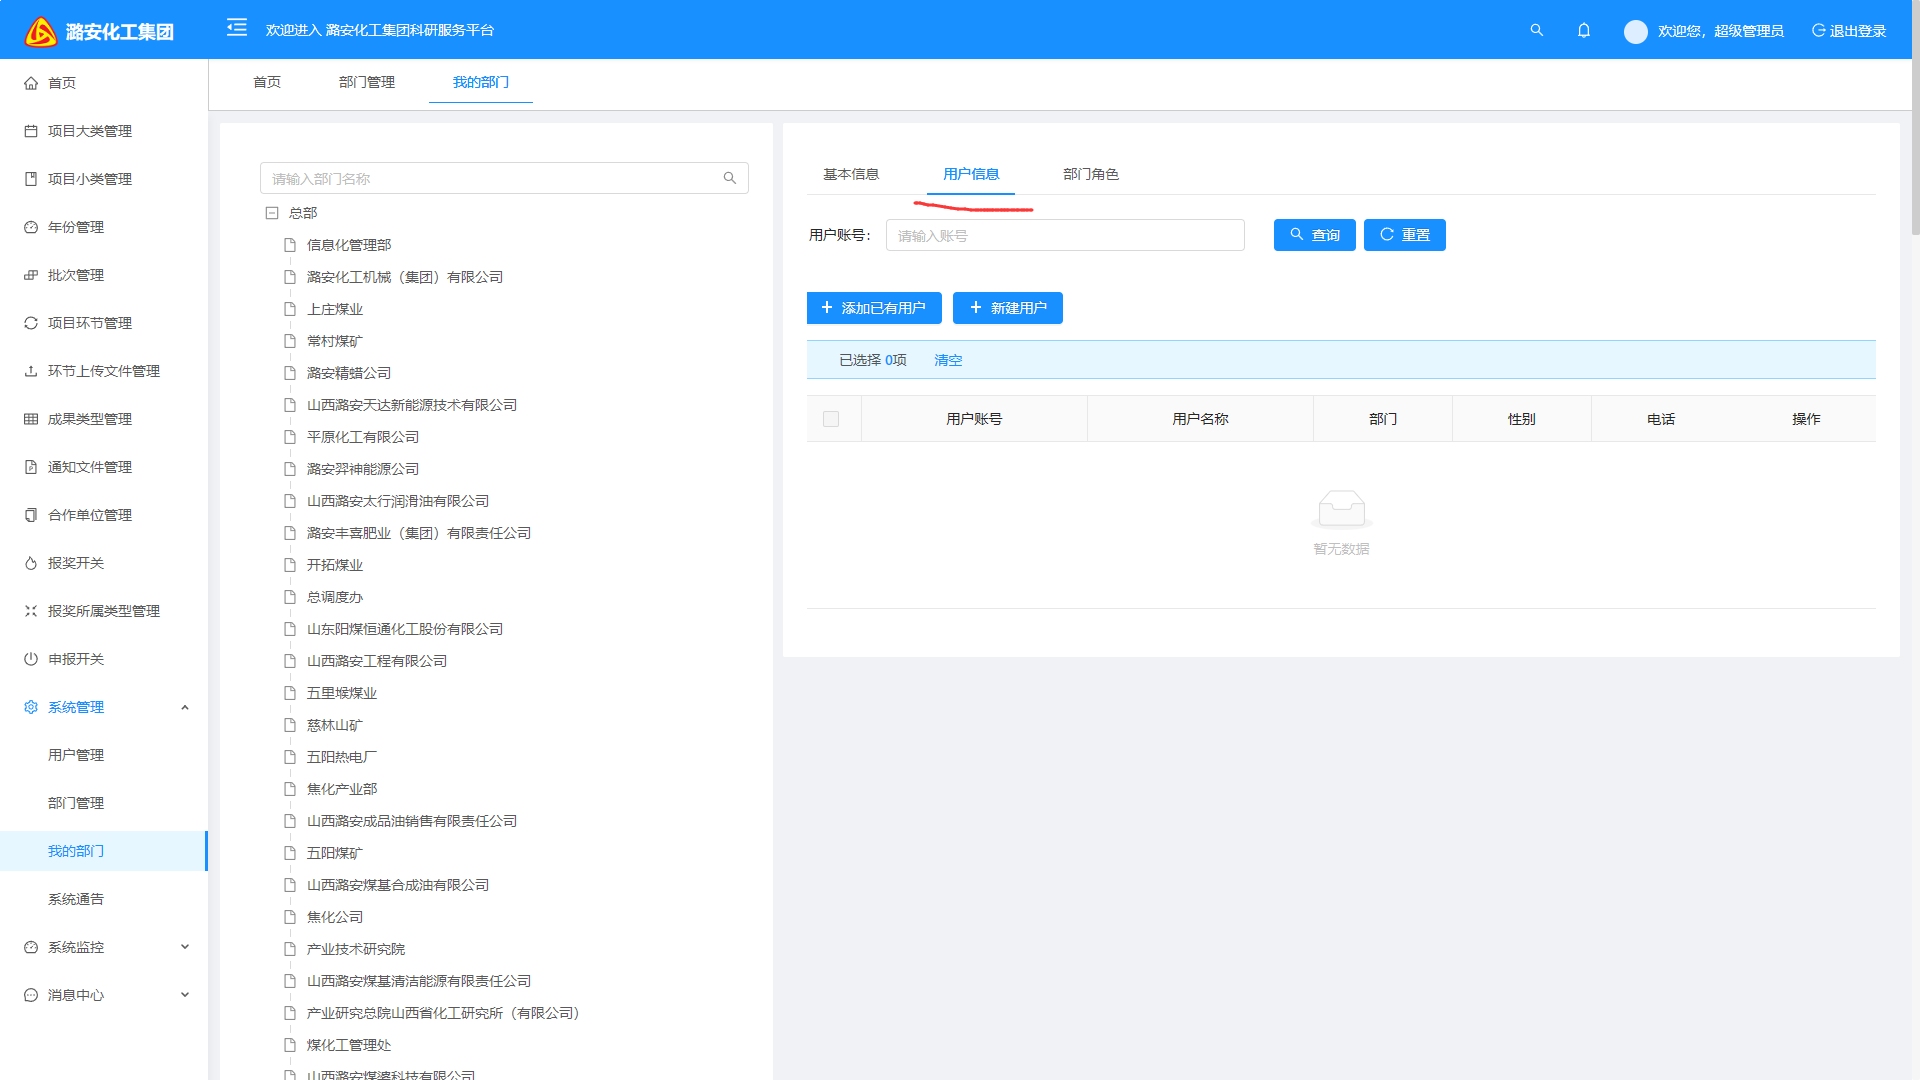 潞安化工集团
欢迎进入 潞安化工集团科研服务平台
欢迎您，超级管理员
退出登录
首页
项目大类管理
项目小类管理
年份管理
批次管理
项目环节管理
环节上传文件管理
成果类型管理
通知文件管理
合作单位管理
报奖开关
报奖所属类型管理
申报开关
系统管理
用户管理
部门管理
我的部门
系统通告
系统监控
消息中心
首页 部门管理 我的部门
请输入部门名称
总部
信息化管理部
潞安化工机械（集团）有限公司
上庄煤业
常村煤矿
潞安精蜡公司
山西潞安天达新能源技术有限公司
平原化工有限公司
潞安羿神能源公司
山西潞安太行润滑油有限公司
潞安丰喜肥业（集团）有限责任公司
开拓煤业
总调度办
山东阳煤恒通化工股份有限公司
山西潞安工程有限公司
五里堠煤业
慈林山矿
五阳热电厂
焦化产业部
山西潞安成品油销售有限责任公司
五阳煤矿
山西潞安煤基合成油有限公司
焦化公司
产业技术研究院
山西潞安煤基清洁能源有限责任公司
产业研究总院山西省化工研究所（有限公司）
煤化工管理处
山西潞安煤婆科技有限公司
基本信息 用户信息 部门角色
用户账号： 请输入账号 查询 重置
添加已有用户 新建用户
已选择 0项 清空
用户账号 用户名称 部门 性别 电话 操作
暂无数据